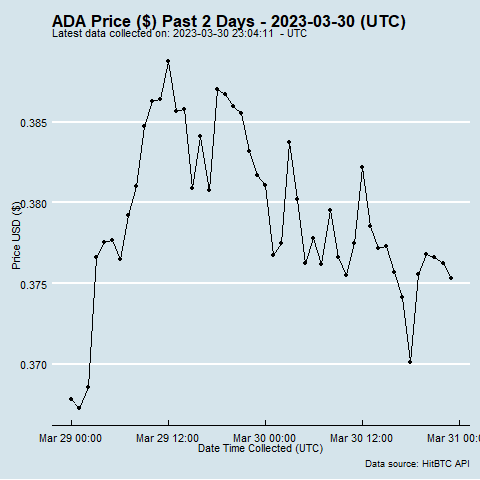 ADA Price ($) Past 2 Days - 2023-03-30 (UTC)
Latest data collected on: 2023-03-30 23:04:11  - UTC
Price USD ($)
0.385
0.380
0.375
0.370
Mar 29 00:00
Mar 29 12:00
Mar 30 00:00
Mar 30 12:00
Mar 31 00:
Date Time Collected (UTC)
Data source: HitBTC API